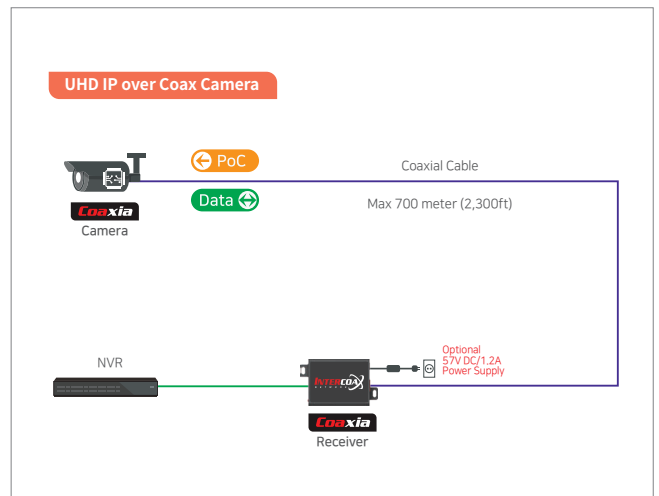 UHD IP over Coax Camera
PoC
Coaxial Cable
Data
Max 700 meter (2,300ft)
Coaxia
Camera
NVR
Optional
57V DC/1.2A
Power Supply
INTERCOAX
NETWORK
Coaxia
Receiver